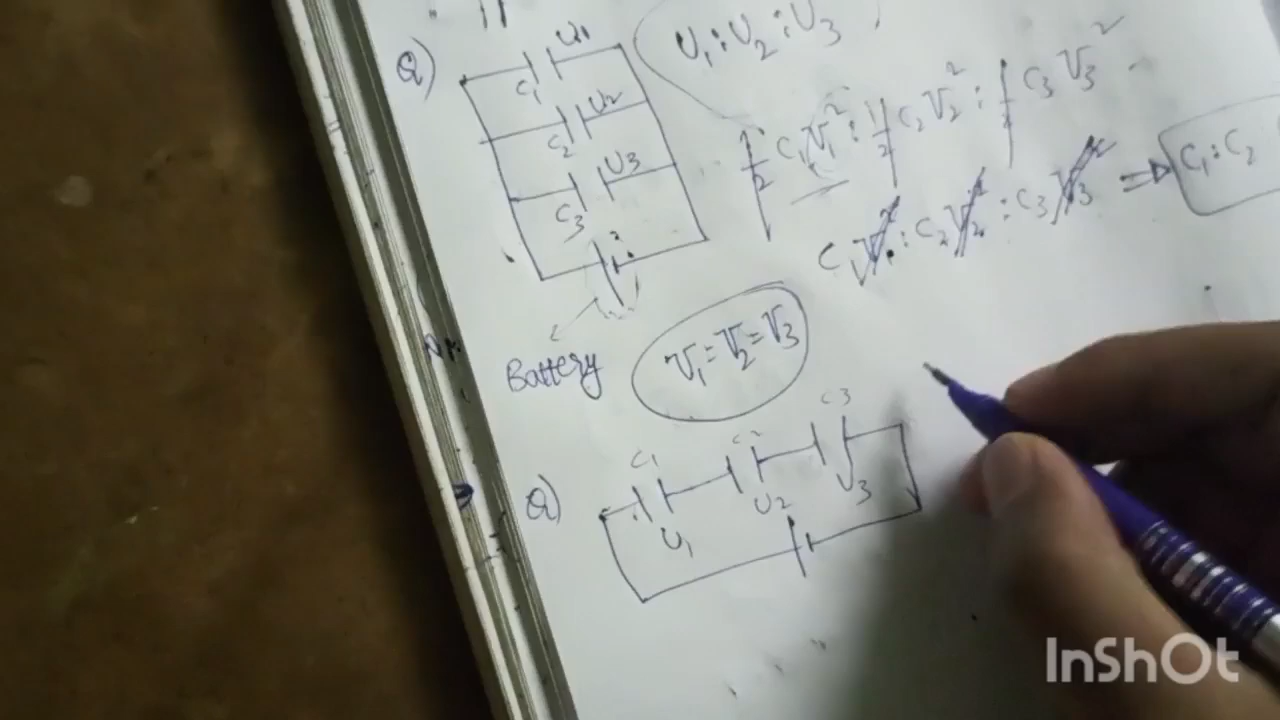 Q)
U1
C1
U2
C2
U3
C3
Battery
U₁ : U₂ : U₃
1/2 C₁V₁² : 1/2 C₂V₂² : 1/2 C₃V₃²
C₁V₁² : C₂V₂² : C₃V₃² ⇒ C₁ : C₂
V₁ = V₂ = V₃
Q)
C1
C2
C3
U₁
U₂
U₃
InShOt